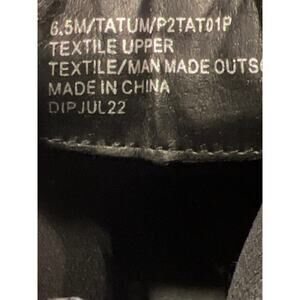 6.5M/TATUM/P2TAT01P
TEXTILE UPPER
TEXTILE/MAN MADE OUTS
MADE IN CHINA
DIPJUL22